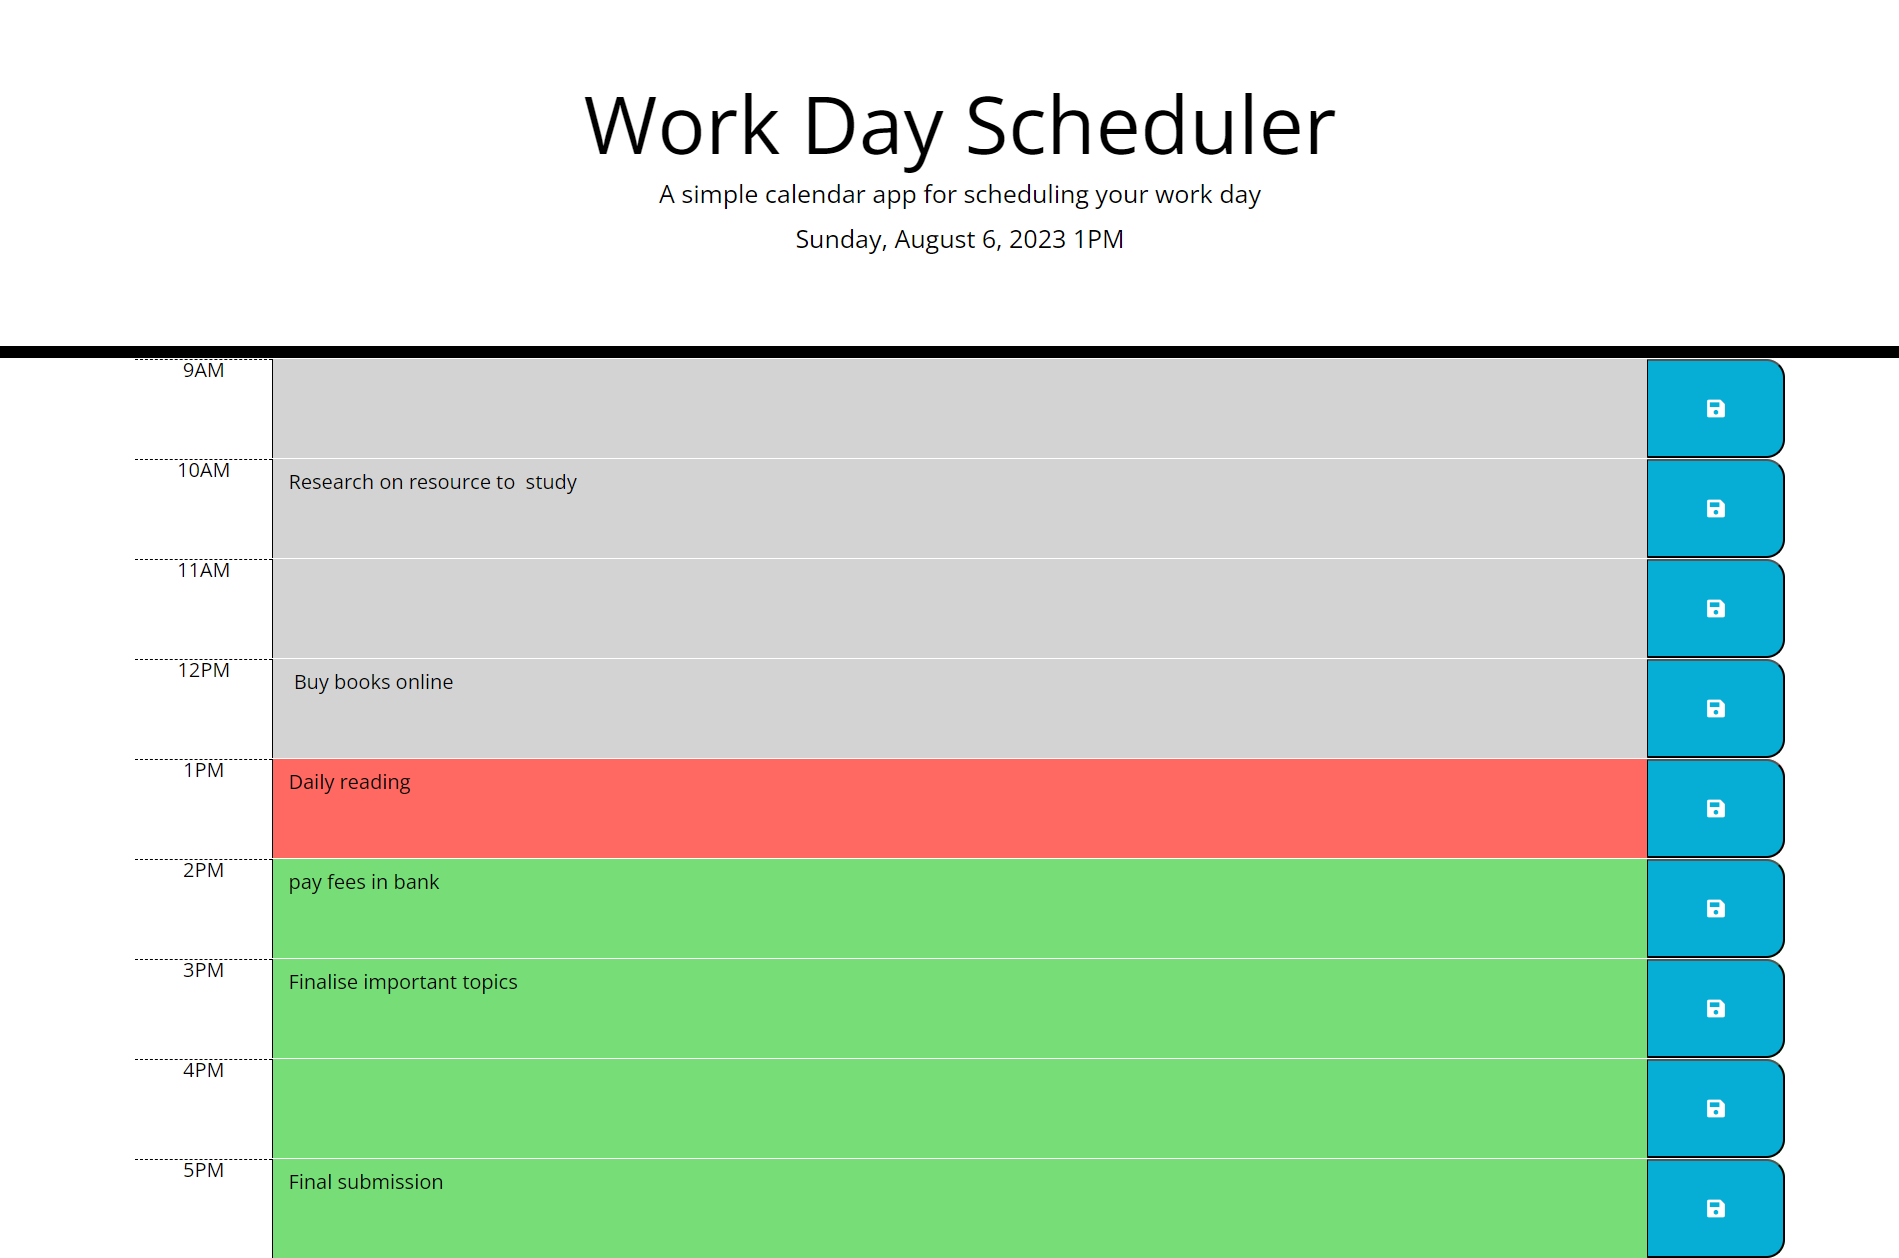 Work Day Scheduler
A simple calendar app for scheduling your work day
Sunday, August 6, 2023 1PM
9AM
10AM
Research on resource to  study
11AM
12PM
Buy books online
1PM
Daily reading
2PM
pay fees in bank
3PM
Finalise important topics
4PM
5PM
Final submission